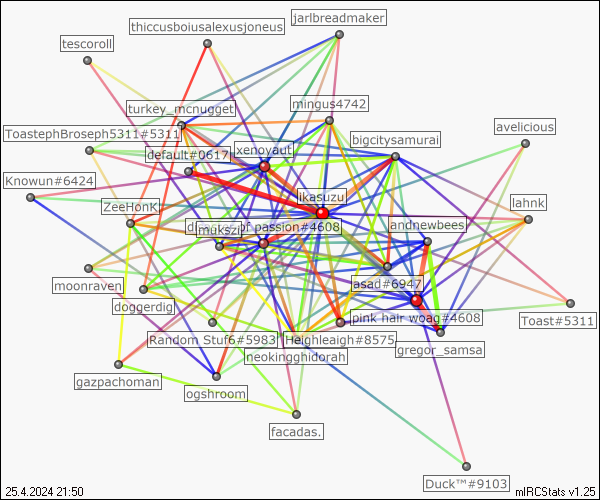 jarlbreadmaker
thiccusboiusalexusjoneus
tescoroll
mingus4742
turkey_mcnugget
avelicious
ToastephBroseph5311#5311
bigcitysamurai
xenoyaut
default#0617
Knowun#6424
ikasuzu
lahnk
ZeeHonK
andnewbees
mukszi
of passion#4608
asad#6947
moonraven
doggerdig
pink hair woag#4608
Toast#5311
Random Stuf6#5983
Heighleaigh#8575
gregor_samsa
neokingghidorah
gazpachoman
ogshroom
facadas.
Duck™#9103
25.4.2024 21:50
mIRCStats v1.25